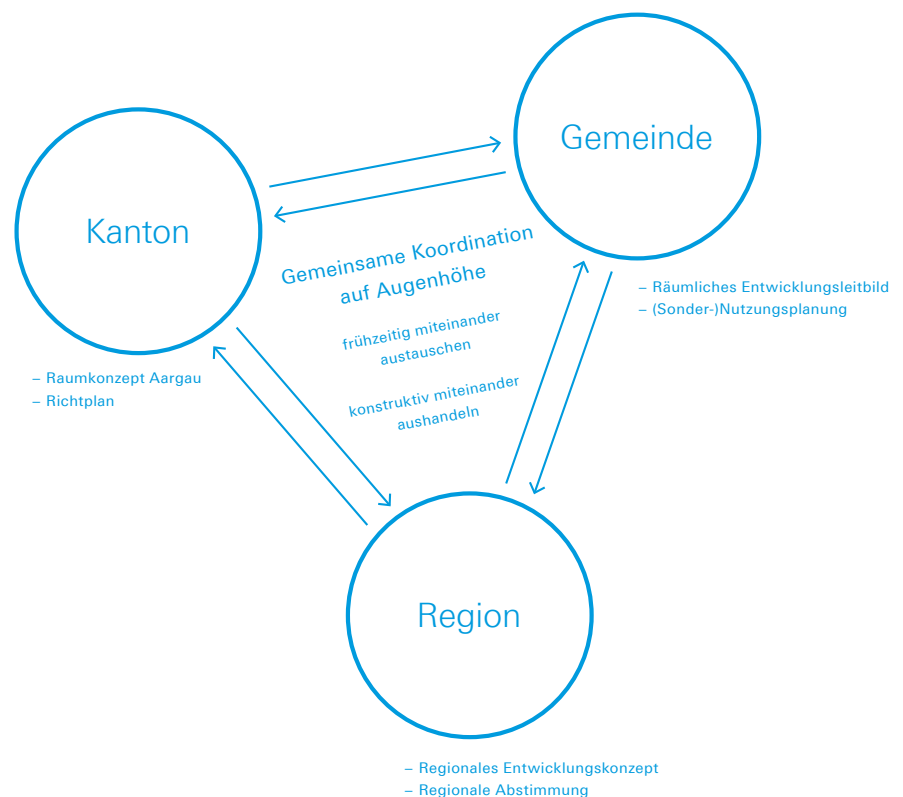 Gemeinde
Kanton
Gemeinsame Koordination
auf Augenhöhe
frühzeitig miteinander
austauschen
konstruktiv miteinander
aushandeln
– Räumliches Entwicklungsleitbild
– (Sonder-)Nutzungsplanung
– Raumkonzept Aargau
– Richtplan
Region
– Regionales Entwicklungskonzept
– Regionale Abstimmung